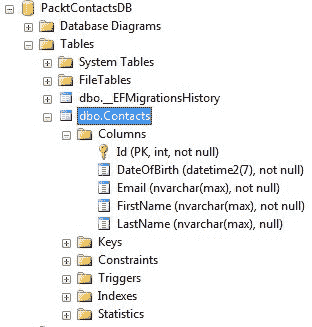 PacktContactsDB
Database Diagrams
Tables
System Tables
FileTables
dbo.__EFMigrationsHistory
dbo.Contacts
Columns
Id (PK, int, not null)
DateOfBirth (datetime2(7), not null)
Email (nvarchar(max), not null)
FirstName (nvarchar(max), not null)
LastName (nvarchar(max), null)
Keys
Constraints
Triggers
Indexes
Statistics